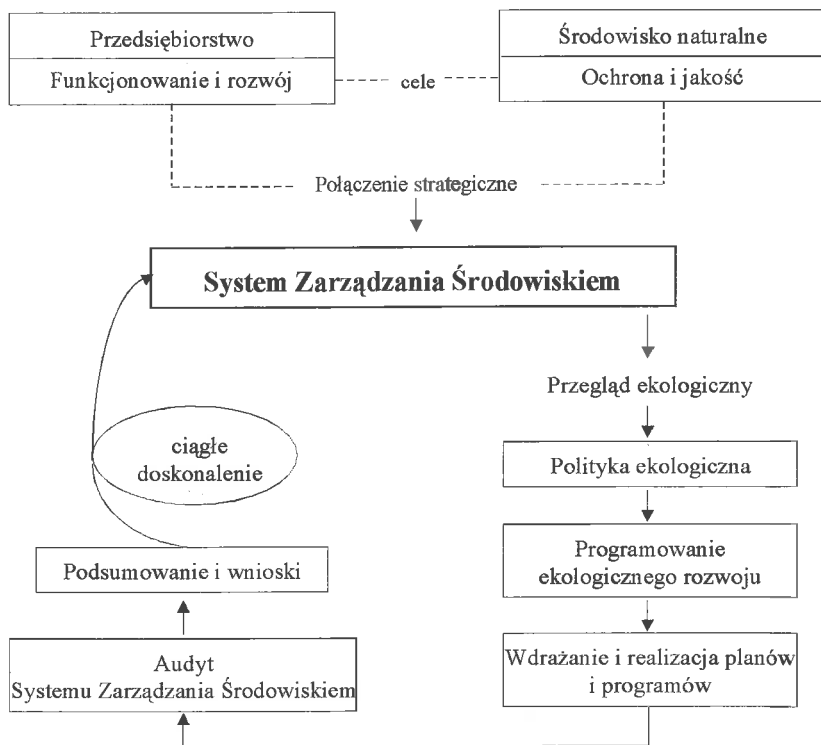 Przedsiębiorstwo
Funkcjonowanie i rozwój
cele
Środowisko naturalne
Ochrona i jakość
Połączenie strategiczne
System Zarządzania Środowiskiem
Przegląd ekologiczny
Polityka ekologiczna
Programowanie
ekologicznego rozwoju
Wdrażanie i realizacja planów
i programów
ciągłe
doskonalenie
Podsumowanie i wnioski
Audyt
Systemu Zarządzania Środowiskiem